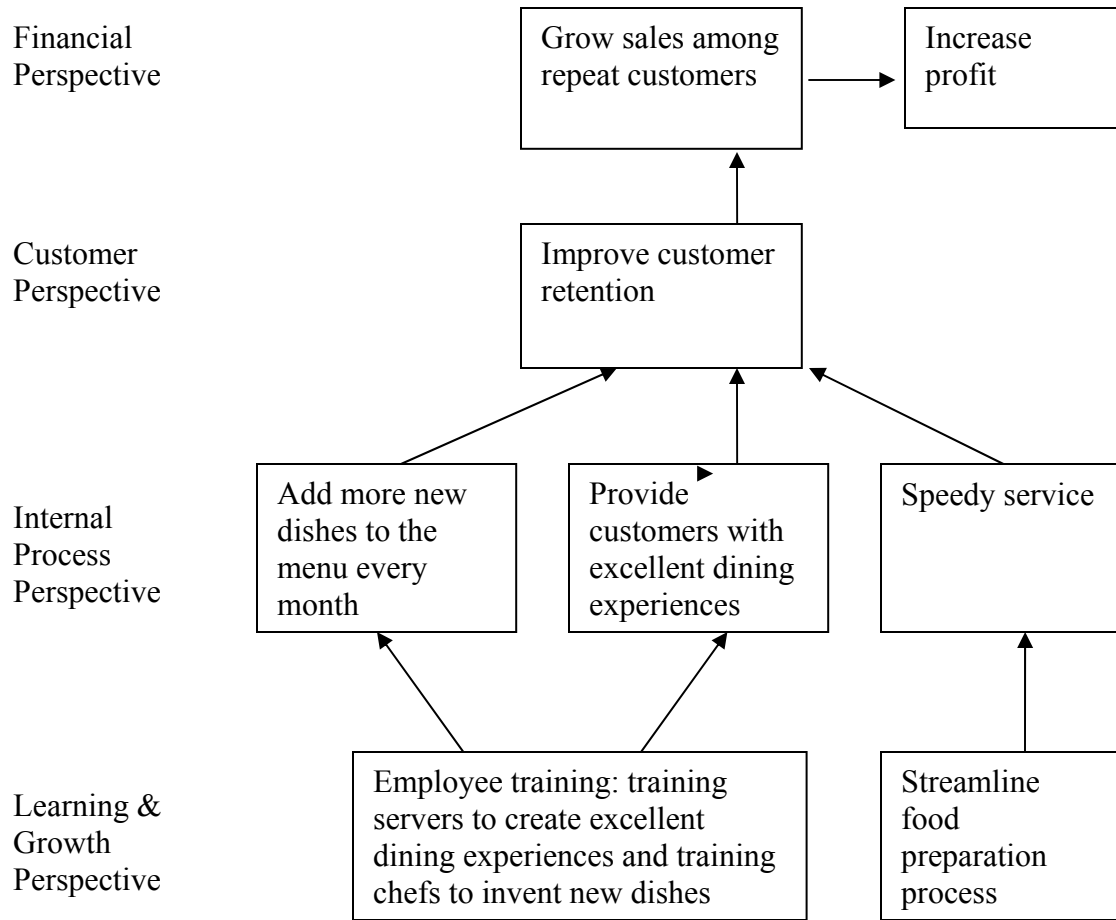 Financial
Perspective
Grow sales among
repeat customers
Increase
profit
Customer
Perspective
Improve customer
retention
Internal
Process
Perspective
Add more new
dishes to the
menu every
month
Provide
customers with
excellent dining
experiences
Speedy service
Learning &
Growth
Perspective
Employee training: training
servers to create excellent
dining experiences and training
chefs to invent new dishes
Streamline
food
preparation
process